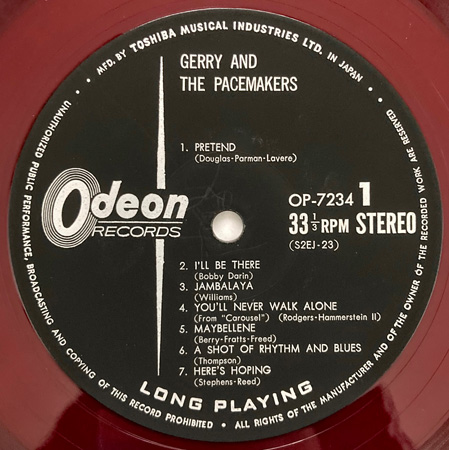 • MFD. BY TOSHIBA MUSICAL INDUSTRIES LTD. IN JAPAN •
GERRY AND
THE PACEMAKERS
1. PRETEND
(Douglas-Parman-Lavere)
Odeon
RECORDS
OP-7234 1
33 1/3 RPM STEREO
(S2EJ-23)
2. I'LL BE THERE
(Bobby Darin)
3. JAMBALAYA
(Williams)
4. YOU'LL NEVER WALK ALONE
(From "Carousel") (Rodgers-Hammerstein II)
5. MAYBELLENE
(Berry-Fratts-Freed)
6. A SHOT OF RHYTHM AND BLUES
(Thompson)
7. HERE'S HOPING
(Stephens-Reed)
LONG PLAYING
UNAUTHORIZED PUBLIC PERFORMANCE, BROADCASTING AND COPYING OF THIS RECORD PROHIBITED • ALL RIGHTS OF THE MANUFACTURER AND OF THE OWNER OF THE RECORDED WORK ARE RESERVED